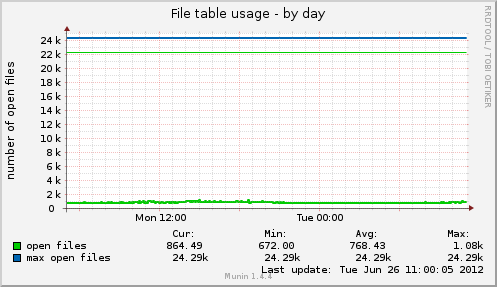 File table usage - by day
RRDTOOL / TOBI OETIKER
number of open files
24 k
22 k
20 k
18 k
16 k
14 k
12 k
10 k
8 k
6 k
4 k
2 k
0
Mon 12:00 Tue 00:00
Cur: Min: Avg: Max:
open files 864.49 672.00 768.43 1.08k
max open files 24.29k 24.29k 24.29k 24.29k
Last update: Tue Jun 26 11:00:05 2012
Munin 1.4.4